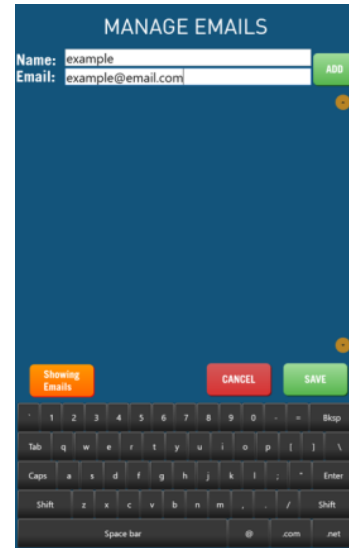 MANAGE EMAILS
Name: example
ADD
Email: example@email.com
Showing
Emails
CANCEL
SAVE
` 1 2 3 4 5 6 7 8 9 0 - = Bksp
Tab q w e r t y u i o p [ ] \
Caps a s d f g h j k l ; ' Enter
Shift z x c v b n m , . / Shift
Space bar @ .com .net